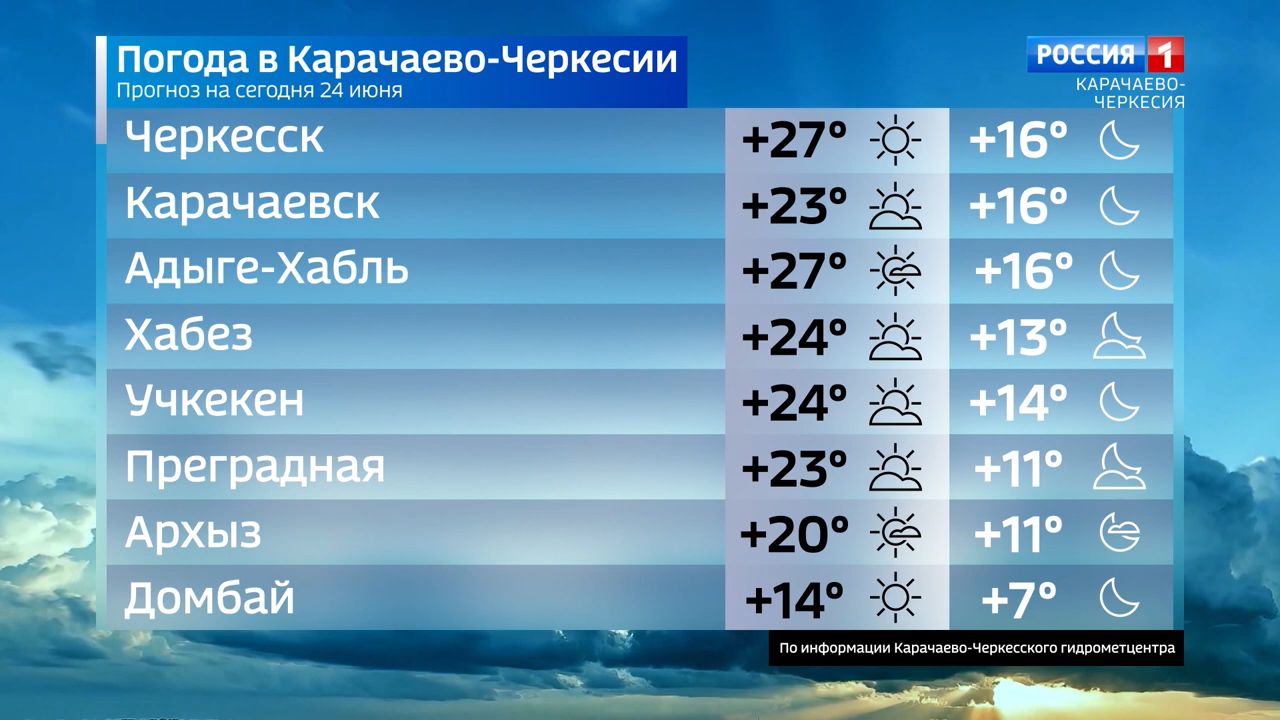 Погода в Карачаево-Черкесии
Прогноз на сегодня 24 июня
РОССИЯ 1
КАРАЧАЕВО-
ЧЕРКЕСИЯ
Черкесск +27° +16°
Карачаевск +23° +16°
Адыге-Хабль +27° +16°
Хабез +24° +13°
Учкекен +24° +14°
Преградная +23° +11°
Архыз +20° +11°
Домбай +14° +7°
По информации Карачаево-Черкесского гидрометцентра